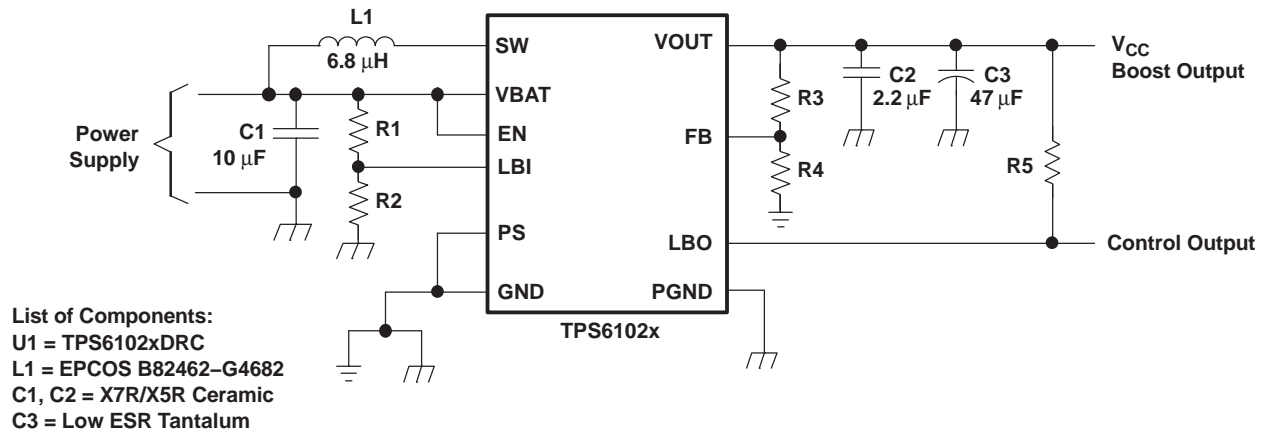 L1
6.8 μH
SW
VBAT
EN
LBI
PS
GND
VOUT
FB
LBO
PGND
TPS6102x
Power
Supply
C1
10 μF
R1
R2
R3
R4
C2
2.2 μF
C3
47 μF
R5
VCC
Boost Output
Control Output
List of Components:
U1 = TPS6102xDRC
L1 = EPCOS B82462–G4682
C1, C2 = X7R/X5R Ceramic
C3 = Low ESR Tantalum